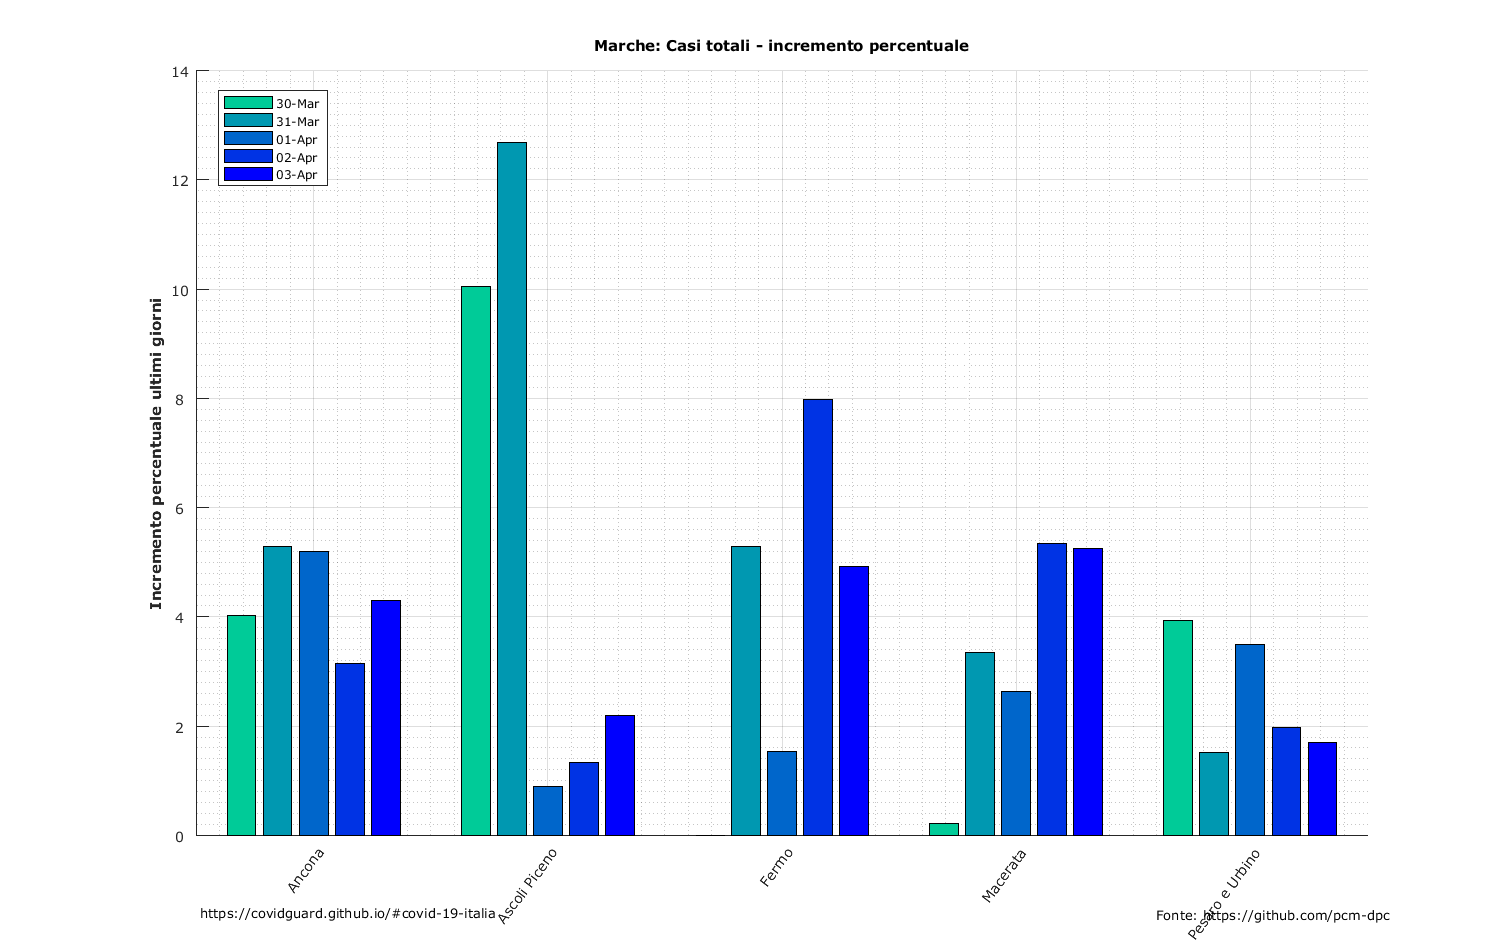 Marche: Casi totali - incremento percentuale
Incremento percentuale ultimi giorni
14
12
10
8
6
4
2
0
30-Mar
31-Mar
01-Apr
02-Apr
03-Apr
Ancona
Ascoli Piceno
Fermo
Macerata
Pesaro e Urbino
https://covidguard.github.io/#covid-19-italia
Fonte: https://github.com/pcm-dpc